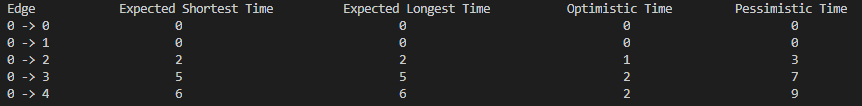 Edge Expected Shortest Time Expected Longest Time Optimistic Time Pessimistic Time
0 -> 0 0 0 0 0
0 -> 1 0 0 0 0
0 -> 2 2 2 1 3
0 -> 3 5 5 2 7
0 -> 4 6 6 2 9